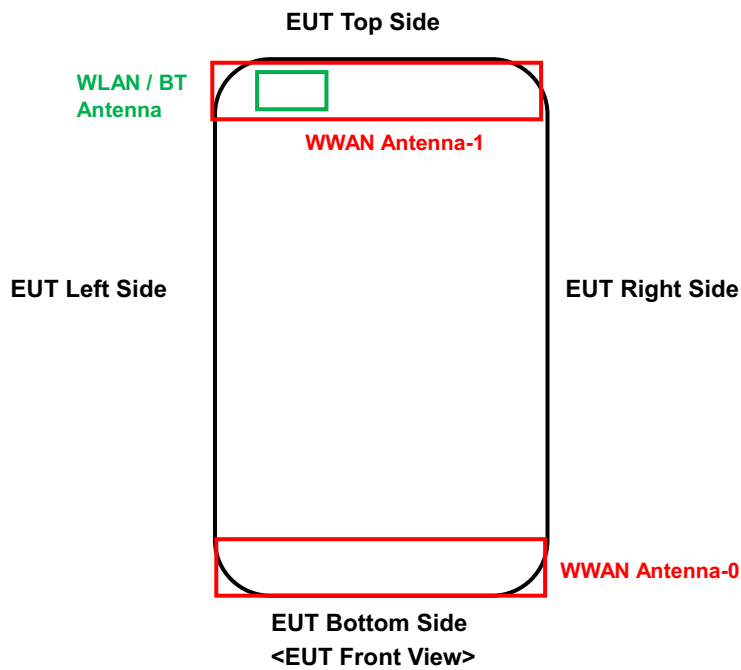 EUT Top Side
WLAN / BT
Antenna
WWAN Antenna-1
EUT Left Side
EUT Right Side
WWAN Antenna-0
EUT Bottom Side
<EUT Front View>